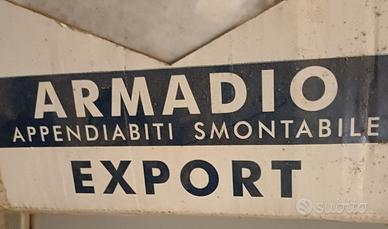 ARMADIO
APPENDIABITI SMONTABILE
EXPORT
subito